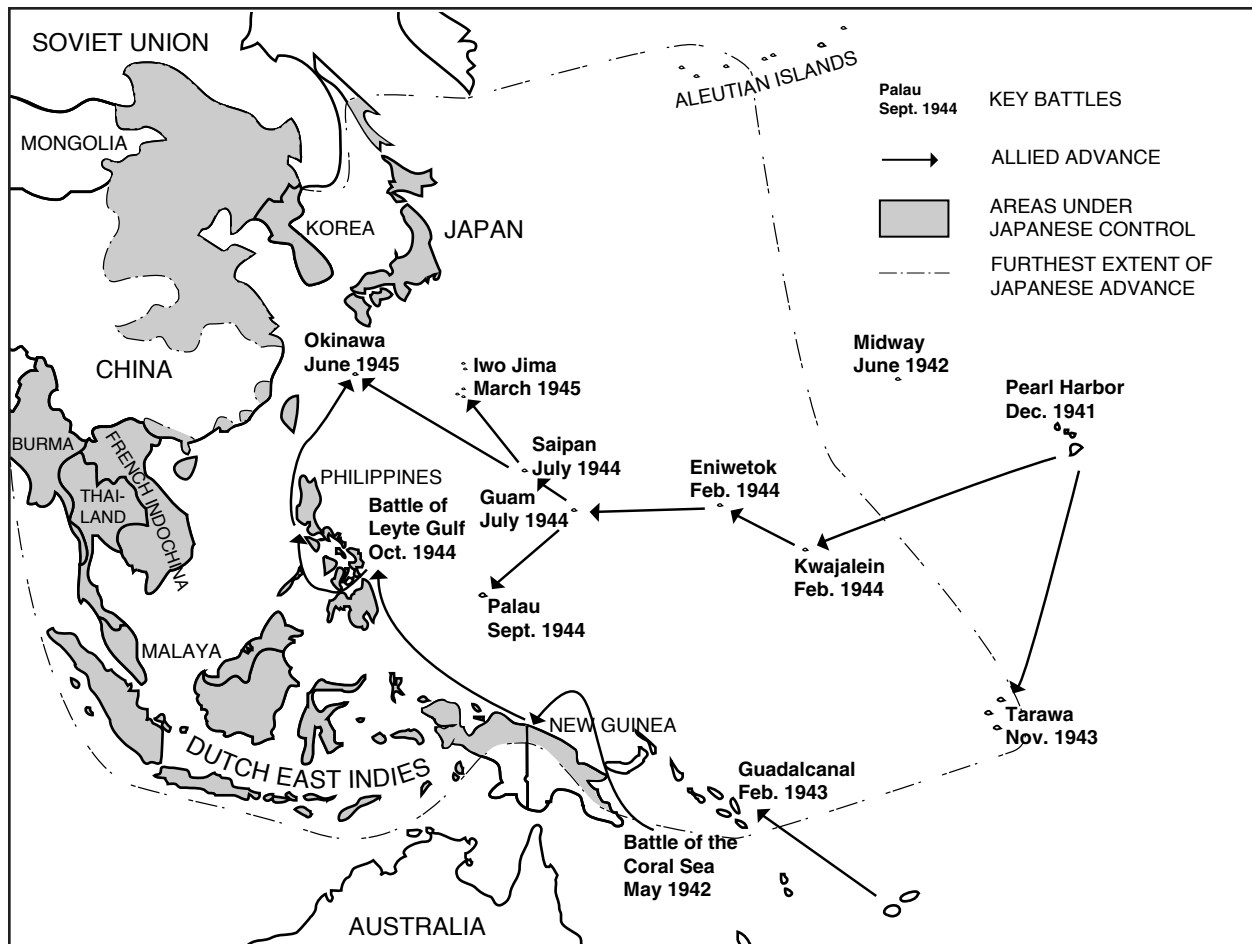 SOVIET UNION
MONGOLIA
KOREA
JAPAN
CHINA
BURMA
FRENCH INDOCHINA
THAI-
LAND
MALAYA
DUTCH EAST INDIES
PHILIPPINES
NEW GUINEA
AUSTRALIA
ALEUTIAN ISLANDS
Okinawa
June 1945
Iwo Jima
March 1945
Saipan
July 1944
Guam
July 1944
Battle of
Leyte Gulf
Oct. 1944
Palau
Sept. 1944
Eniwetok
Feb. 1944
Kwajalein
Feb. 1944
Midway
June 1942
Pearl Harbor
Dec. 1941
Tarawa
Nov. 1943
Guadalcanal
Feb. 1943
Battle of the
Coral Sea
May 1942
Palau
Sept. 1944
KEY BATTLES
ALLIED ADVANCE
AREAS UNDER
JAPANESE CONTROL
FURTHEST EXTENT OF
JAPANESE ADVANCE